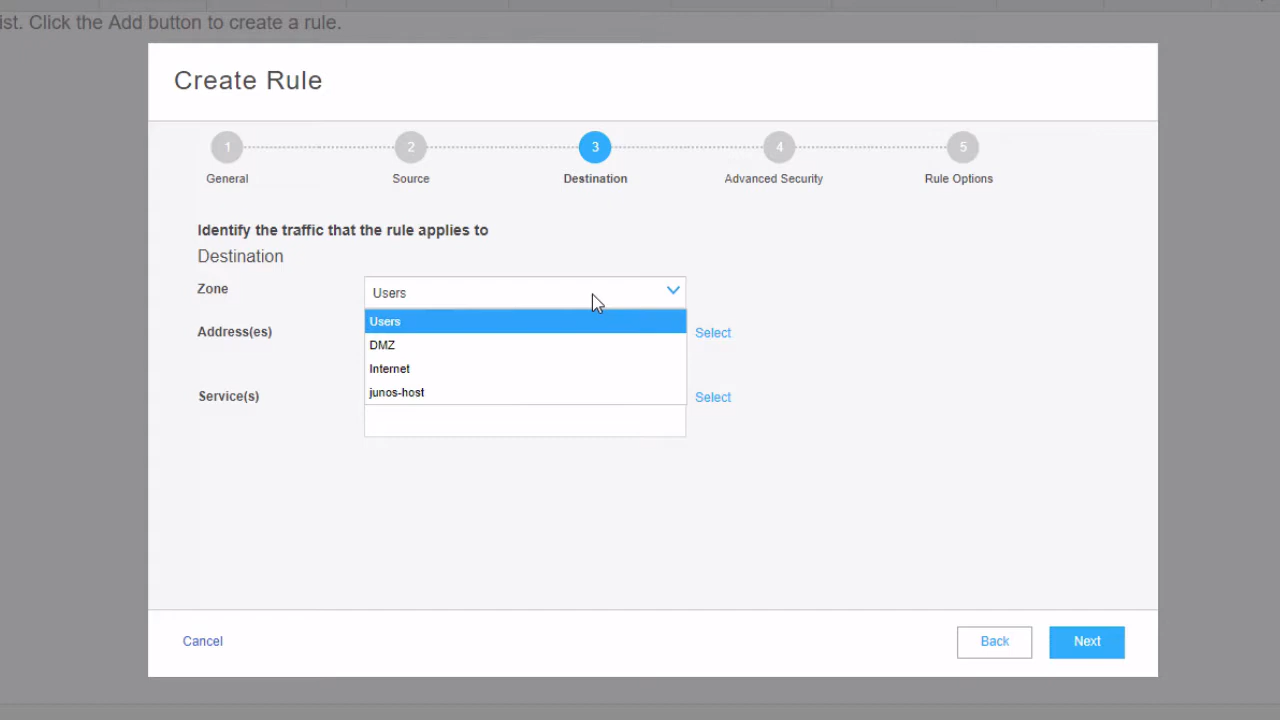 ist. Click the Add button to create a rule.
Create Rule
1 2 3 4 5
General Source Destination Advanced Security Rule Options
Identify the traffic that the rule applies to
Destination
Zone Users
Users
Address(es) Select
DMZ
Internet
junos-host
Service(s) Select
Cancel Back Next